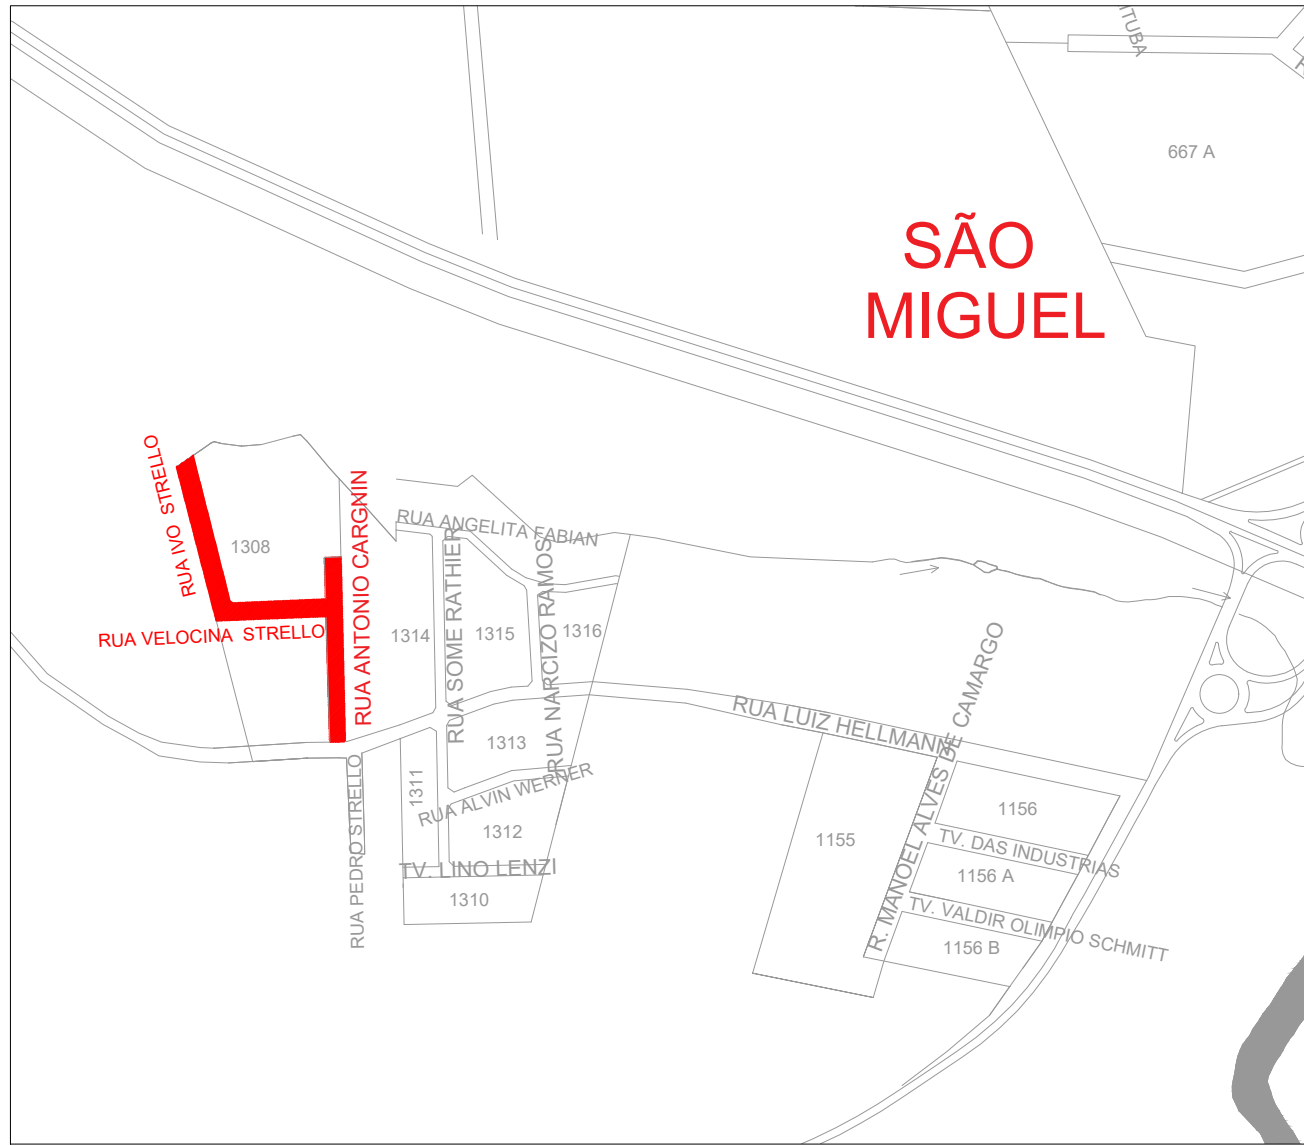 ITUBA
667 A
SÃO
MIGUEL
RUA IVO STRELLO
1308
RUA VELOCINA STRELLO
RUA ANTONIO CARGNIN
RUA ANGELITA FABIAN
1314
RUA SOME RATHIER
1315
RUA NARCIZO RAMOS
1316
RUA LUIZ HELLMANN
R. MANOEL ALVES DE CAMARGO
1313
1311
RUA ALVIN WERNER
RUA PEDRO STRELLO
1312
TV. LINO LENZI
1310
1155
1156
TV. DAS INDUSTRIAS
1156 A
TV. VALDIR OLIMPIO SCHMITT
1156 B